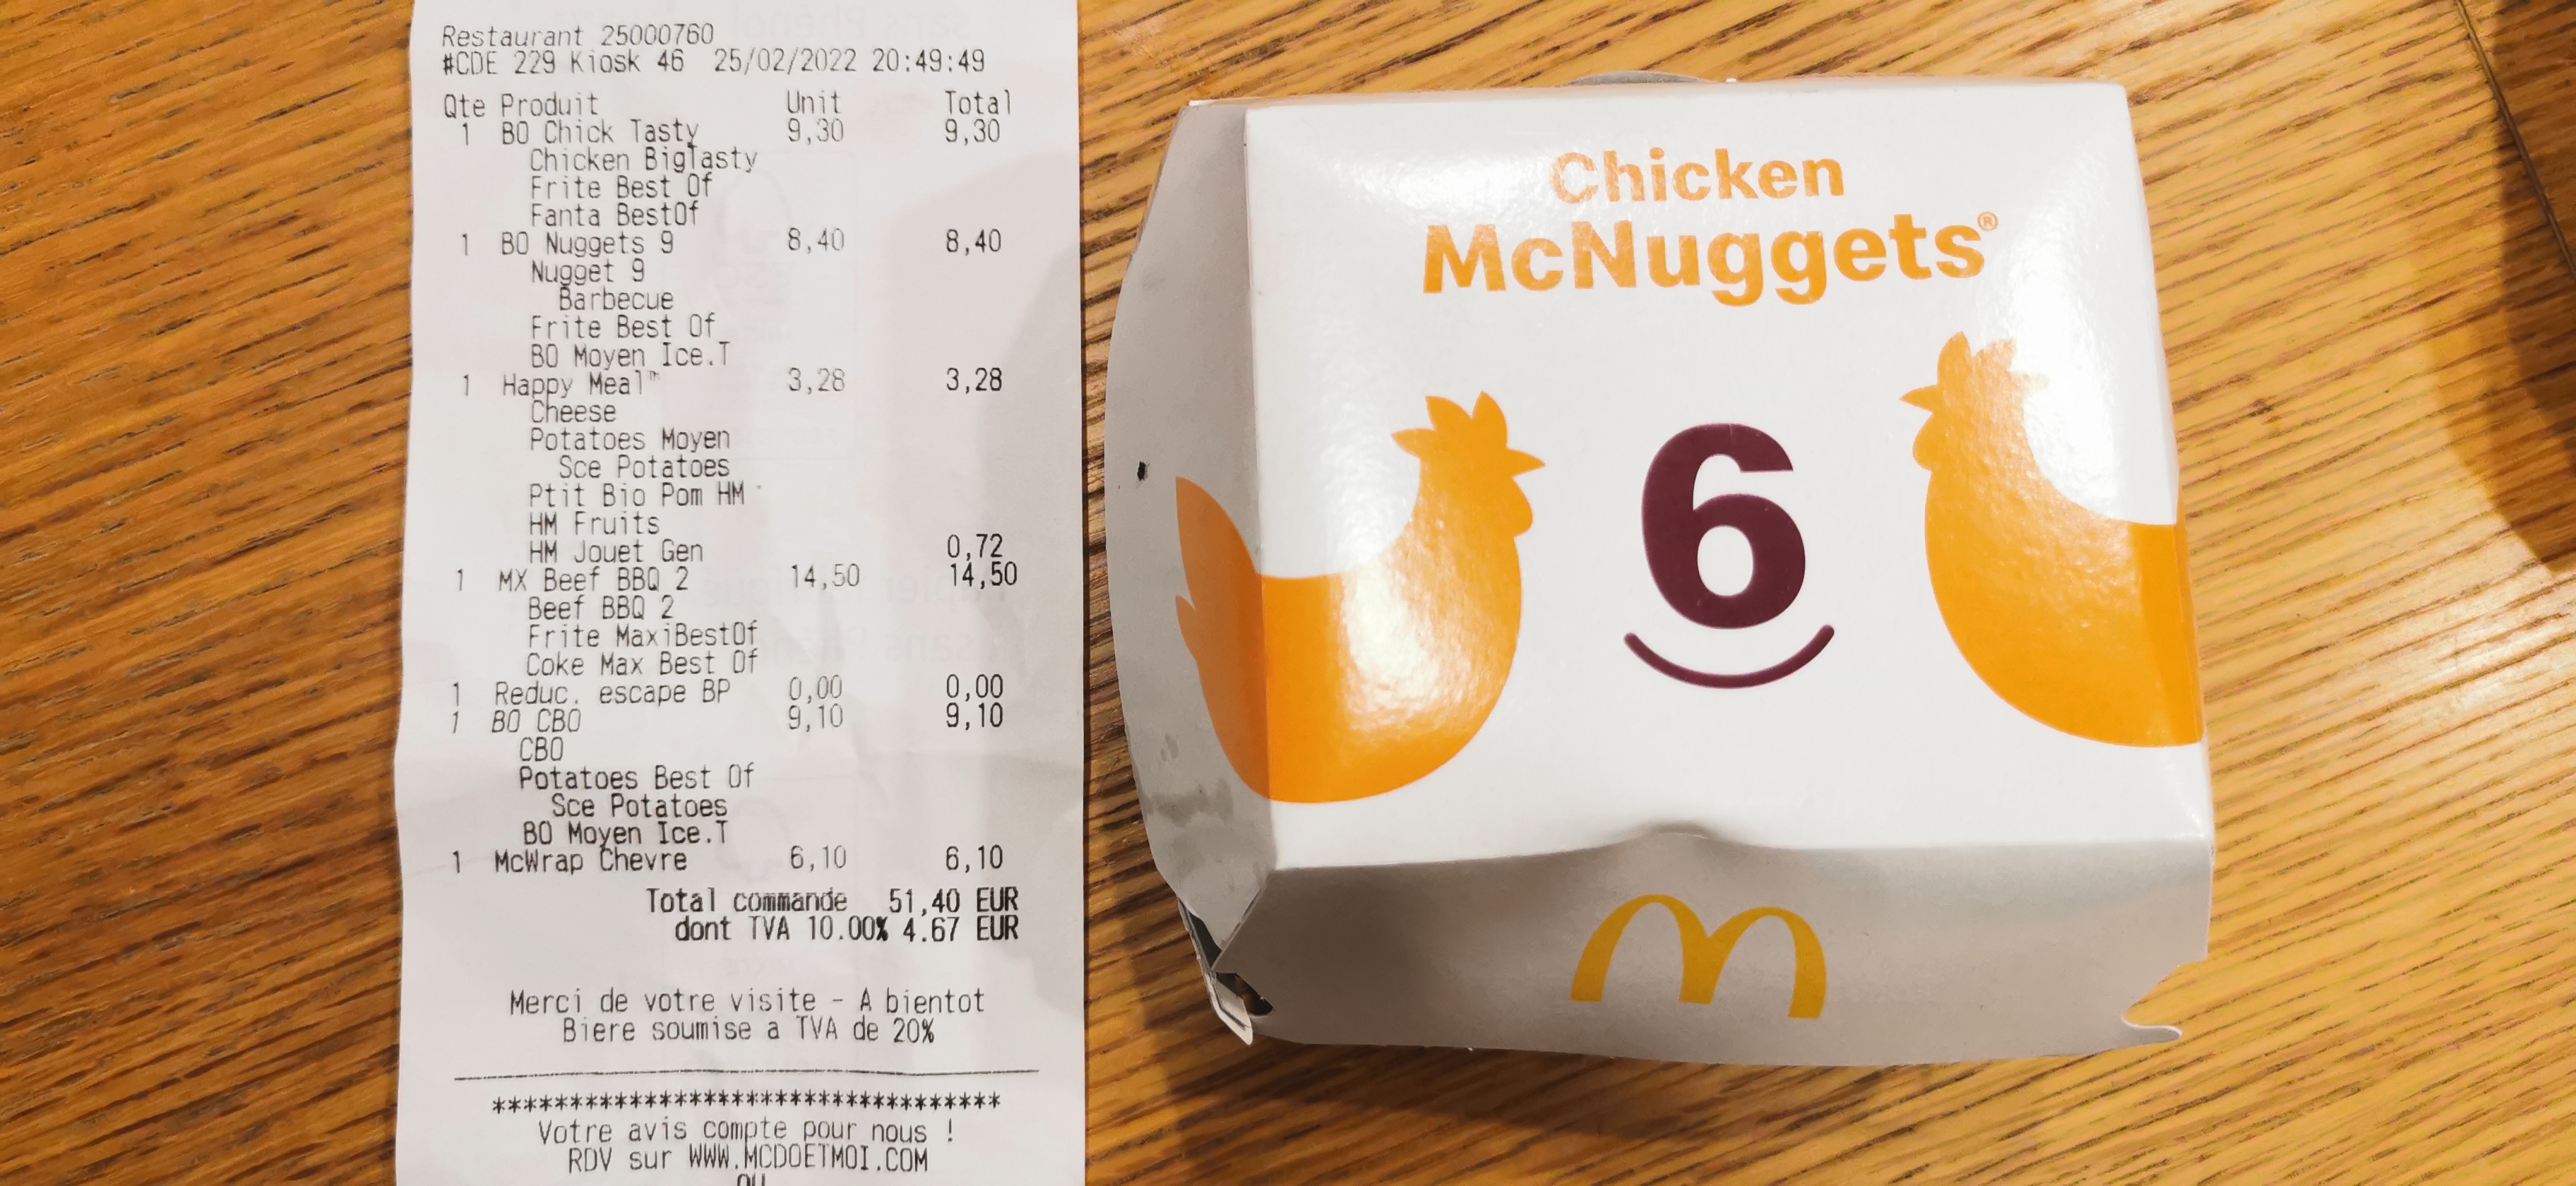 Restaurant 25000760
#CDE 229 Kiosk 46 25/02/2022 20:49:49
Qte Produit Unit Total
1 BO Chick Tasty 9,30 9,30
Chicken BigTasty
Frite Best Of
Fanta BestOf
1 BO Nuggets 9 8,40 8,40
Nugget 9
Barbecue
Frite Best Of
BO Moyen Ice.T
1 Happy Meal™ 3,28 3,28
Cheese
Potatoes Moyen
Sce Potatoes
Ptit Bio Pom HM
HM Fruits
HM Jouet Gen 0,72
1 MX Beef BBQ 2 14,50 14,50
Beef BBQ 2
Frite MaxiBestOf
Coke Max Best Of
1 Reduc. escape BP 0,00 0,00
1 BO CBO 9,10 9,10
CBO
Potatoes Best Of
Sce Potatoes
BO Moyen Ice.T
1 McWrap Chevre 6,10 6,10
Total commande 51,40 EUR
dont TVA 10.00% 4.67 EUR
Merci de votre visite - A bientot
Biere soumise a TVA de 20%
**********************************
Votre avis compte pour nous !
RDV sur WWW.MCDOETMOI.COM
ou
Chicken
McNuggets®
6